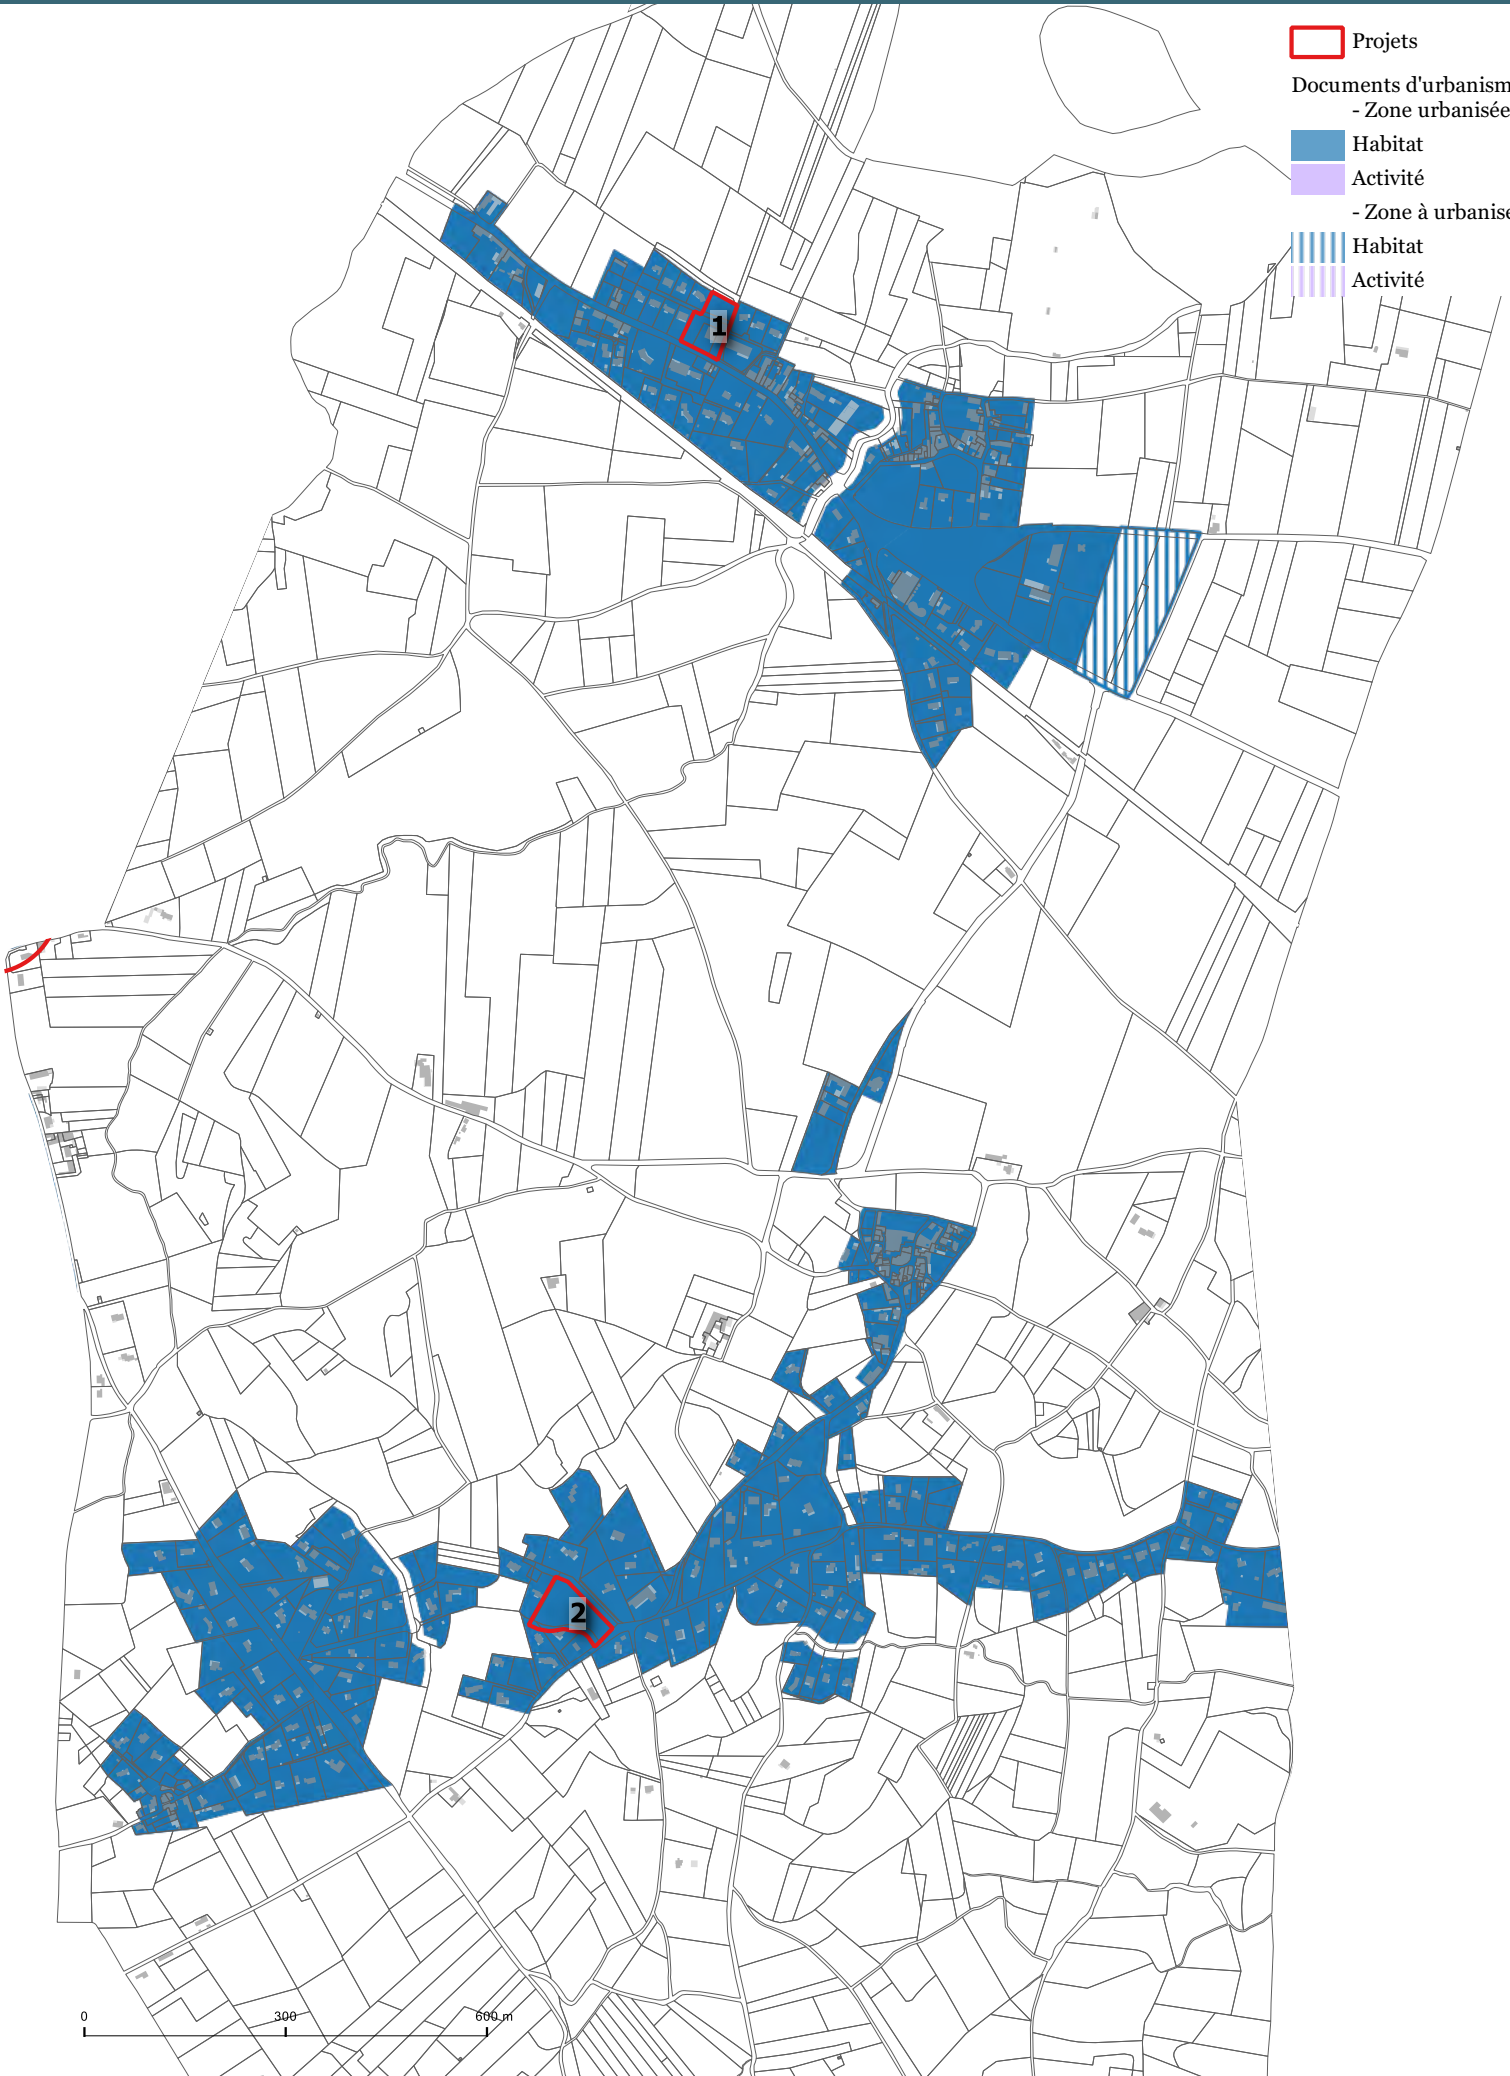 Projets
Documents d'urbanism
- Zone urbanisée
Habitat
Activité
- Zone à urbanise
Habitat
Activité
1
2
0 300 600 m